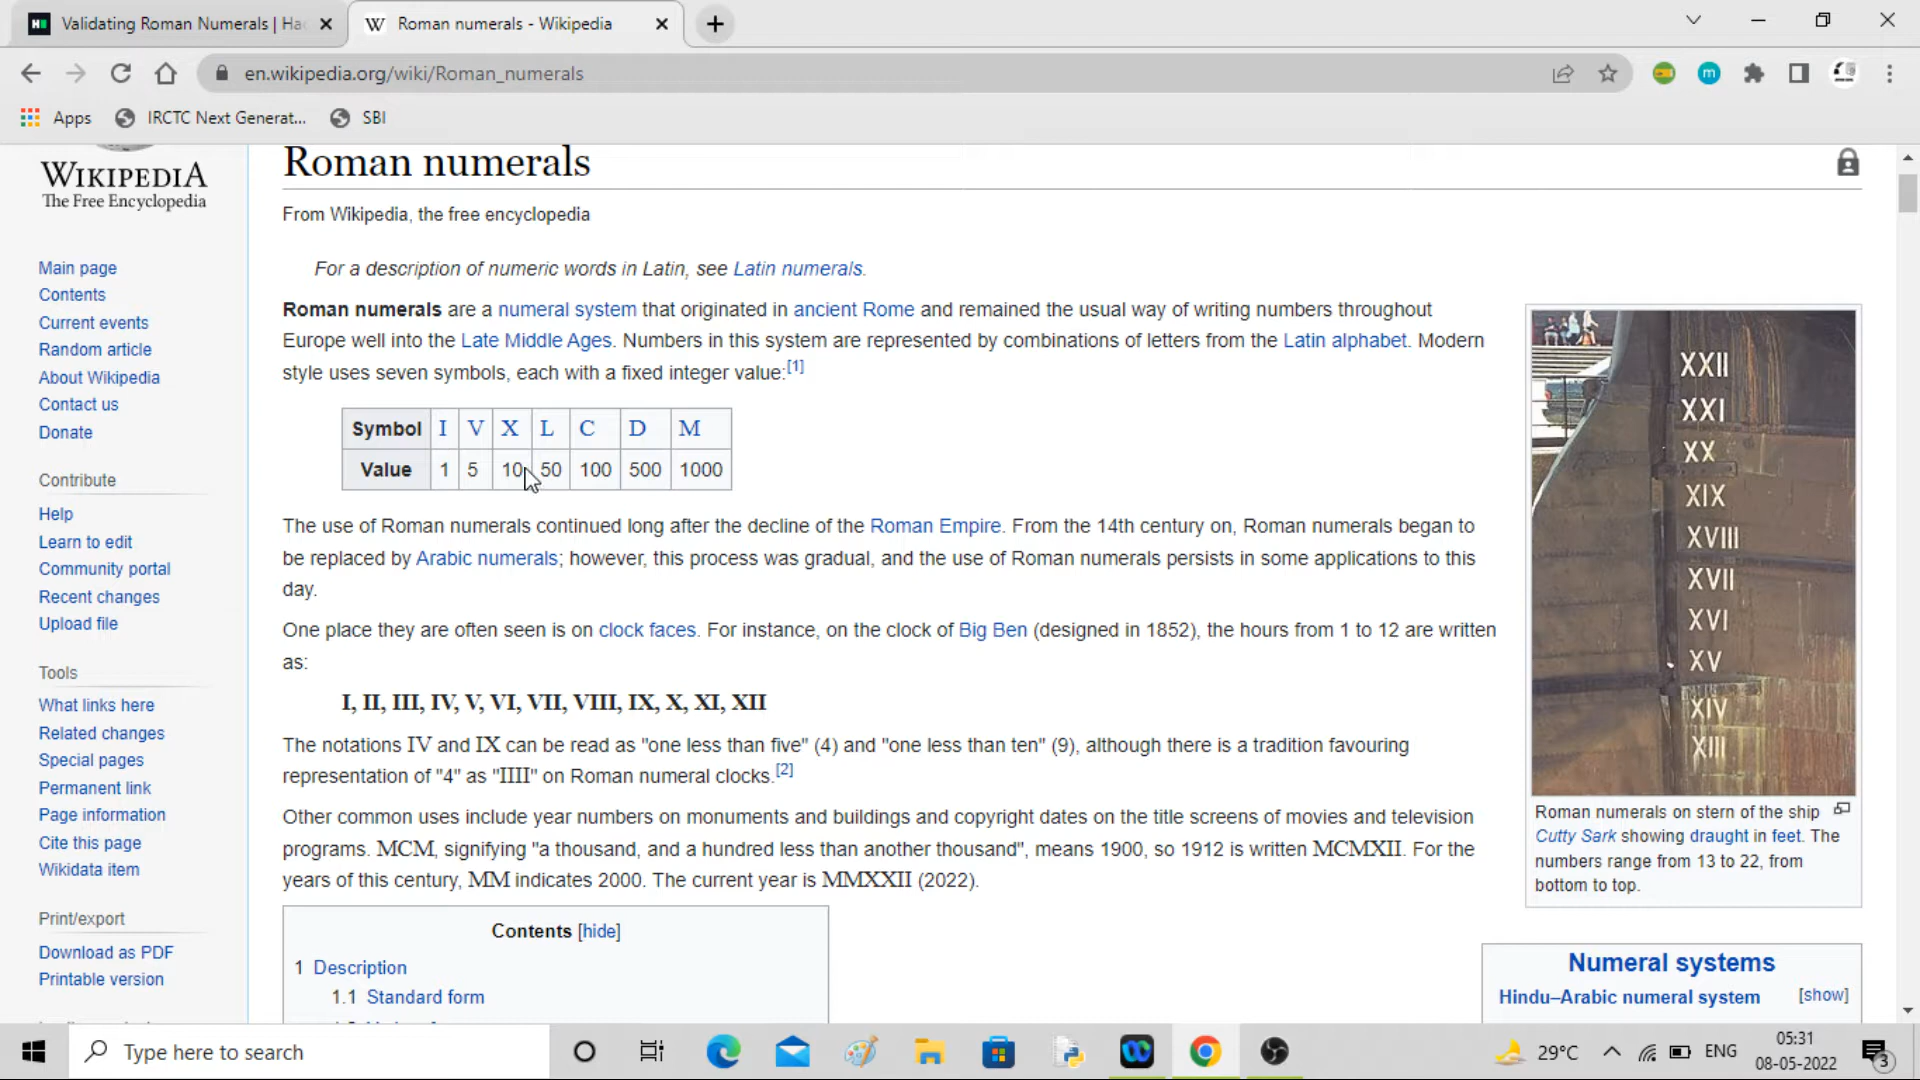 Validating Roman Numerals | Ha
Roman numerals - Wikipedia
en.wikipedia.org/wiki/Roman_numerals
Apps
IRCTC Next Generat...
SBI
WIKIPEDIA
The Free Encyclopedia
Main page
Contents
Current events
Random article
About Wikipedia
Contact us
Donate
Contribute
Help
Learn to edit
Community portal
Recent changes
Upload file
Tools
What links here
Related changes
Special pages
Permanent link
Page information
Cite this page
Wikidata item
Print/export
Download as PDF
Printable version
Roman numerals
From Wikipedia, the free encyclopedia
For a description of numeric words in Latin, see Latin numerals.
Roman numerals are a numeral system that originated in ancient Rome and remained the usual way of writing numbers throughout
Europe well into the Late Middle Ages. Numbers in this system are represented by combinations of letters from the Latin alphabet. Modern
style uses seven symbols, each with a fixed integer value:[1]
Symbol I V X L C D M
Value 1 5 10 50 100 500 1000
The use of Roman numerals continued long after the decline of the Roman Empire. From the 14th century on, Roman numerals began to
be replaced by Arabic numerals; however, this process was gradual, and the use of Roman numerals persists in some applications to this
day.
One place they are often seen is on clock faces. For instance, on the clock of Big Ben (designed in 1852), the hours from 1 to 12 are written
as:
I, II, III, IV, V, VI, VII, VIII, IX, X, XI, XII
The notations IV and IX can be read as "one less than five" (4) and "one less than ten" (9), although there is a tradition favouring
representation of "4" as "IIII" on Roman numeral clocks.[2]
Other common uses include year numbers on monuments and buildings and copyright dates on the title screens of movies and television
programs. MCM, signifying "a thousand, and a hundred less than another thousand", means 1900, so 1912 is written MCMXII. For the
years of this century, MM indicates 2000. The current year is MMXXII (2022).
Contents [hide]
1 Description
1.1 Standard form
XXII
XXI
XX
XIX
XVIII
XVII
XVI
XV
XIV
XIII
Roman numerals on stern of the ship
Cutty Sark showing draught in feet. The
numbers range from 13 to 22, from
bottom to top.
Numeral systems
Hindu–Arabic numeral system [show]
Type here to search
29°C
ENG
05:31
08-05-2022
3